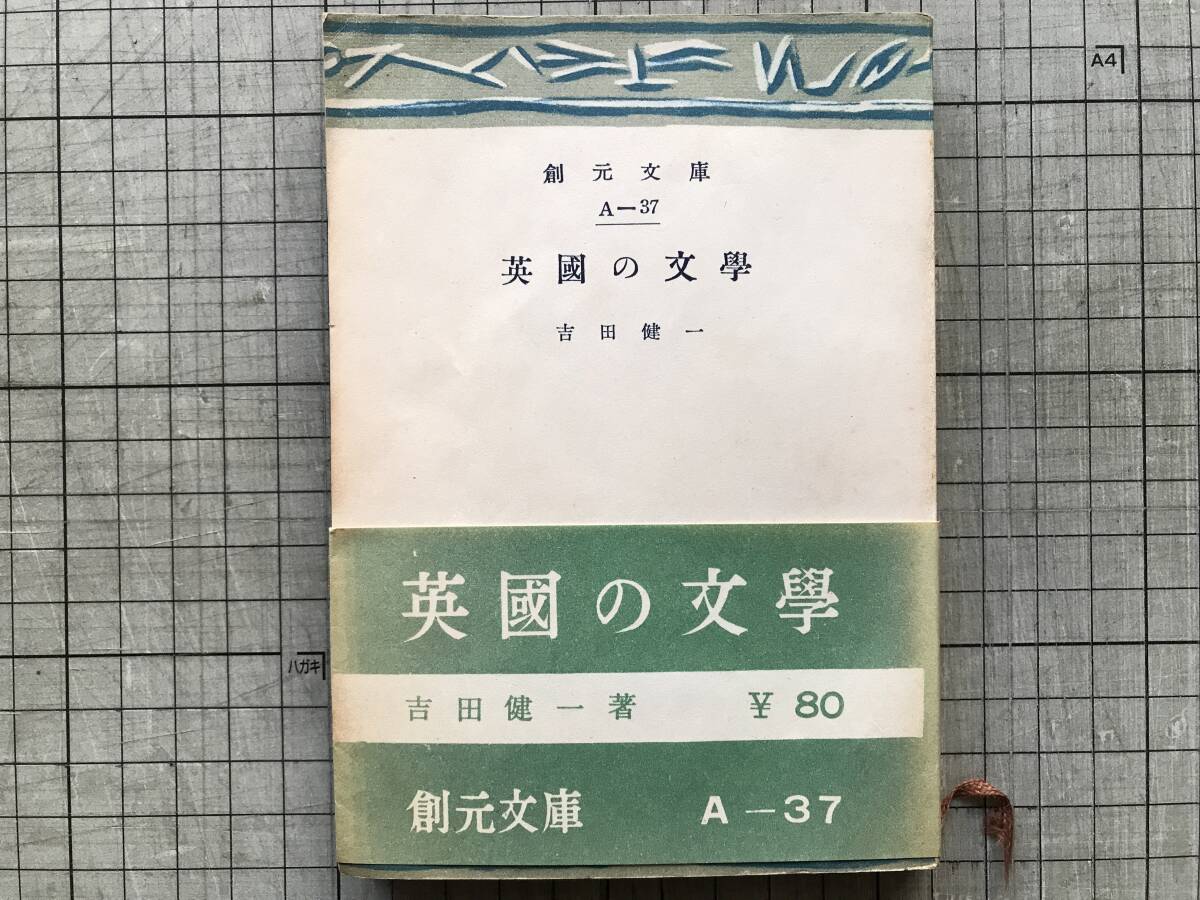 A4
創元文庫
A-37
英國の文學
吉田健一
英國の文學
ハガキ
吉田健一著 ¥80
創元文庫 A-37